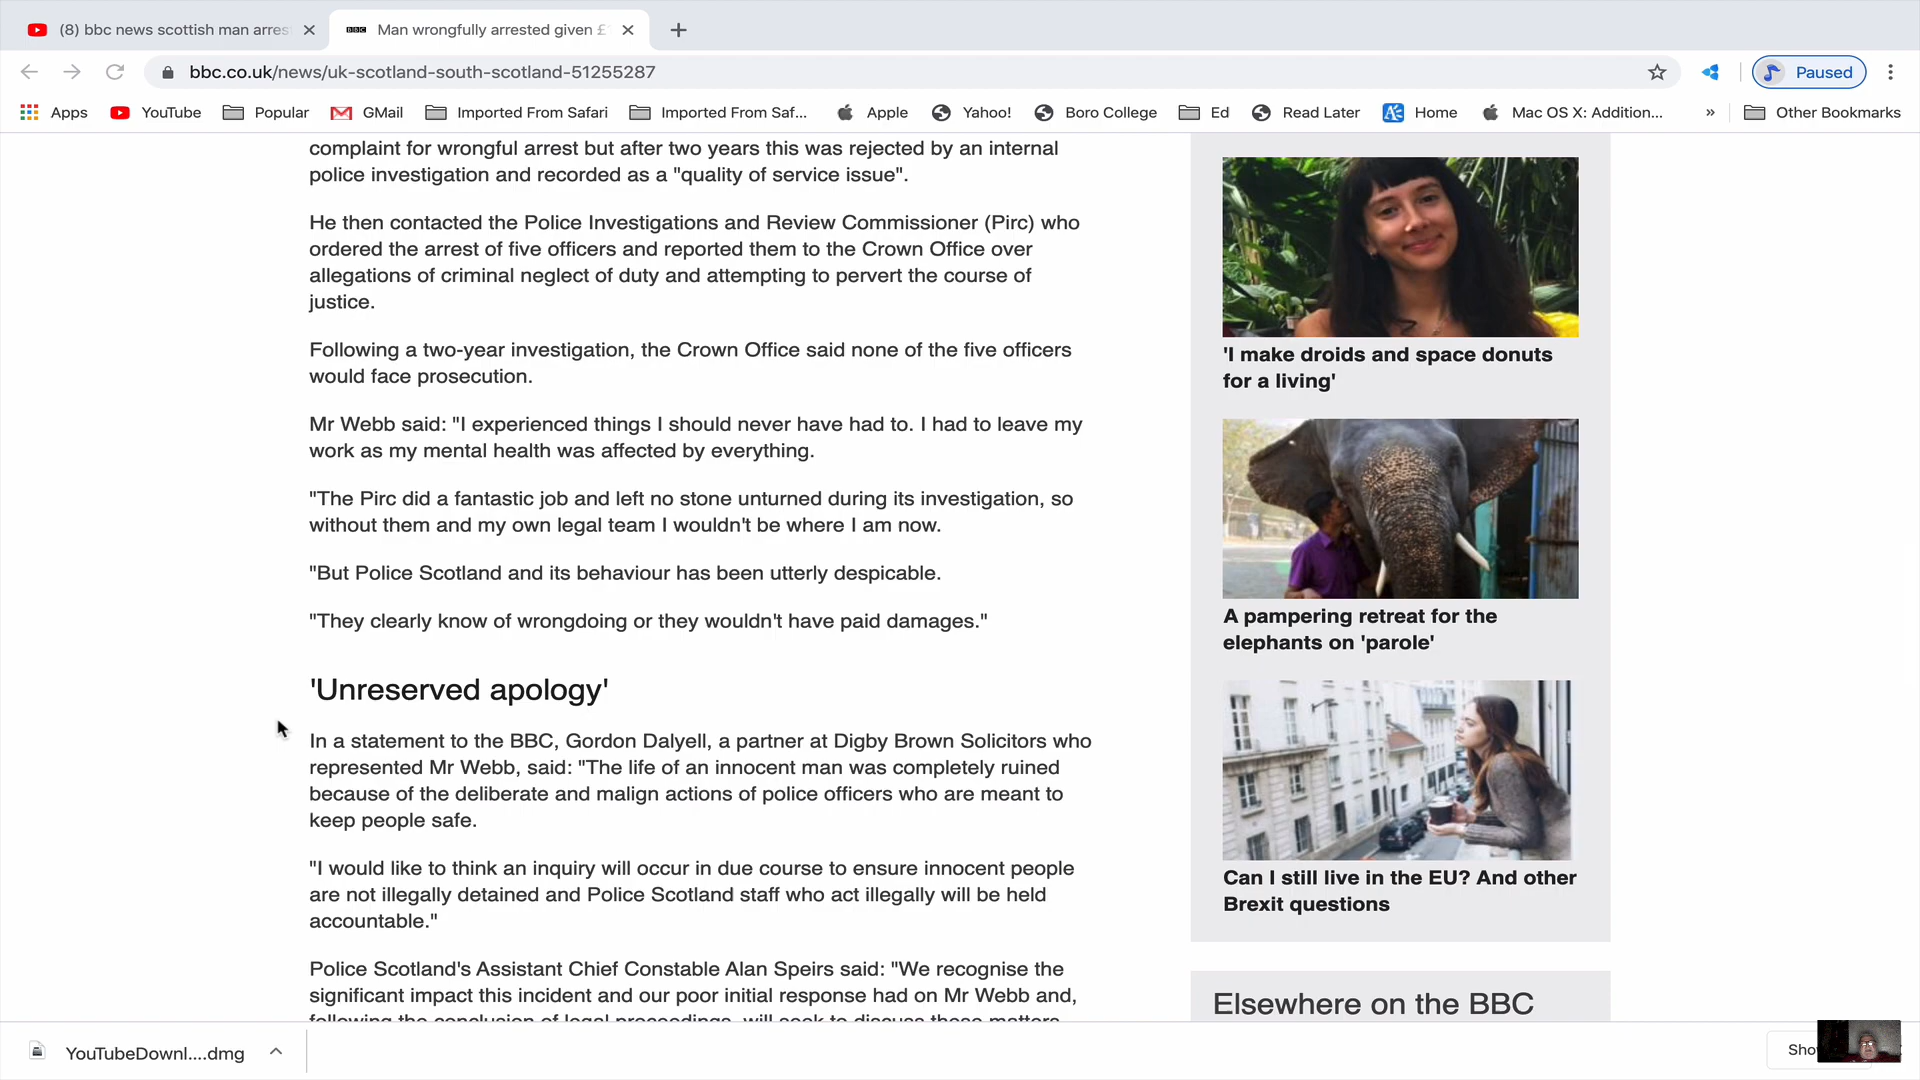 (8) bbc news scottish man arres
BBC Man wrongfully arrested given £
bbc.co.uk/news/uk-scotland-south-scotland-51255287
Paused
Apps YouTube Popular GMail Imported From Safari Imported From Saf... Apple Yahoo! Boro College Ed Read Later Home Mac OS X: Addition... » Other Bookmarks
complaint for wrongful arrest but after two years this was rejected by an internal
police investigation and recorded as a "quality of service issue".
He then contacted the Police Investigations and Review Commissioner (Pirc) who
ordered the arrest of five officers and reported them to the Crown Office over
allegations of criminal neglect of duty and attempting to pervert the course of
justice.
Following a two-year investigation, the Crown Office said none of the five officers
would face prosecution.
Mr Webb said: "I experienced things I should never have had to. I had to leave my
work as my mental health was affected by everything.
"The Pirc did a fantastic job and left no stone unturned during its investigation, so
without them and my own legal team I wouldn't be where I am now.
"But Police Scotland and its behaviour has been utterly despicable.
"They clearly know of wrongdoing or they wouldn't have paid damages."
'Unreserved apology'
In a statement to the BBC, Gordon Dalyell, a partner at Digby Brown Solicitors who
represented Mr Webb, said: "The life of an innocent man was completely ruined
because of the deliberate and malign actions of police officers who are meant to
keep people safe.
"I would like to think an inquiry will occur in due course to ensure innocent people
are not illegally detained and Police Scotland staff who act illegally will be held
accountable."
Police Scotland's Assistant Chief Constable Alan Speirs said: "We recognise the
significant impact this incident and our poor initial response had on Mr Webb and,
following the conclusion of legal proceedings, will seek to discuss these matters
'I make droids and space donuts
for a living'
A pampering retreat for the
elephants on 'parole'
Can I still live in the EU? And other
Brexit questions
Elsewhere on the BBC
YouTubeDownl....dmg
Sho